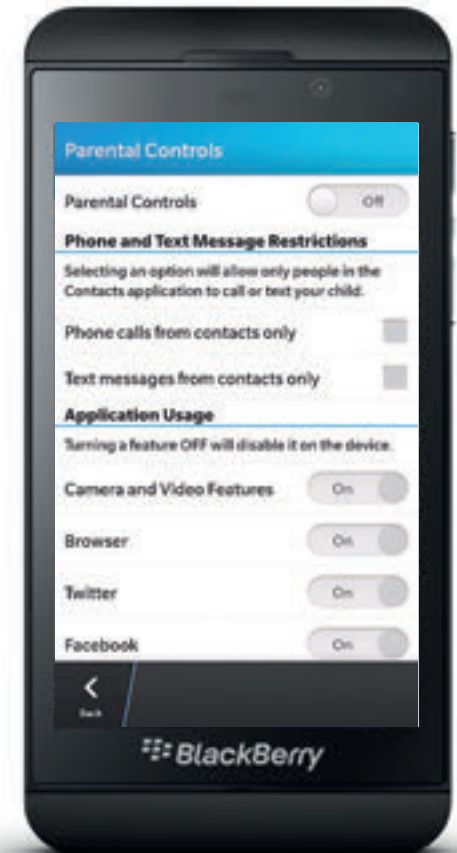 Parental Controls
Parental Controls Off
Phone and Text Message Restrictions
Selecting an option will allow only people in the
Contacts application to call or text your child.
Phone calls from contacts only
Text messages from contacts only
Application Usage
Turning a feature OFF will disable it on the device.
Camera and Video Features On
Browser On
Twitter On
Facebook On
Back
BlackBerry